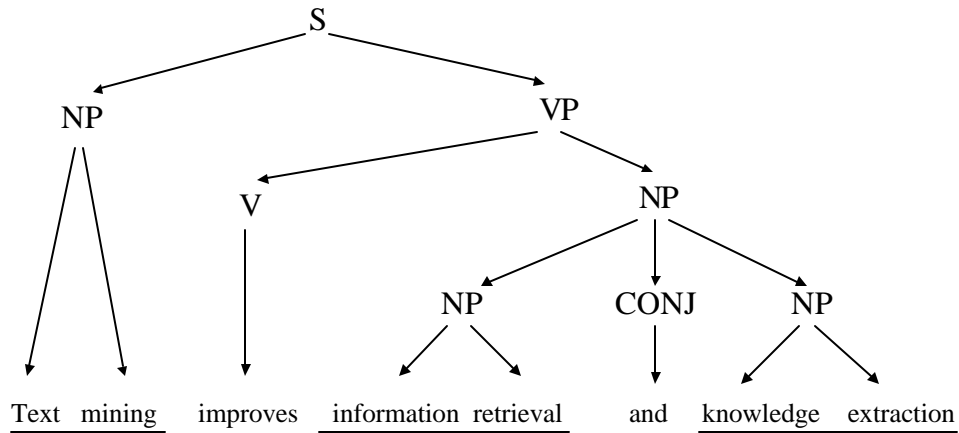 S
NP VP
V NP
NP CONJ NP
Text mining improves information retrieval and knowledge extraction